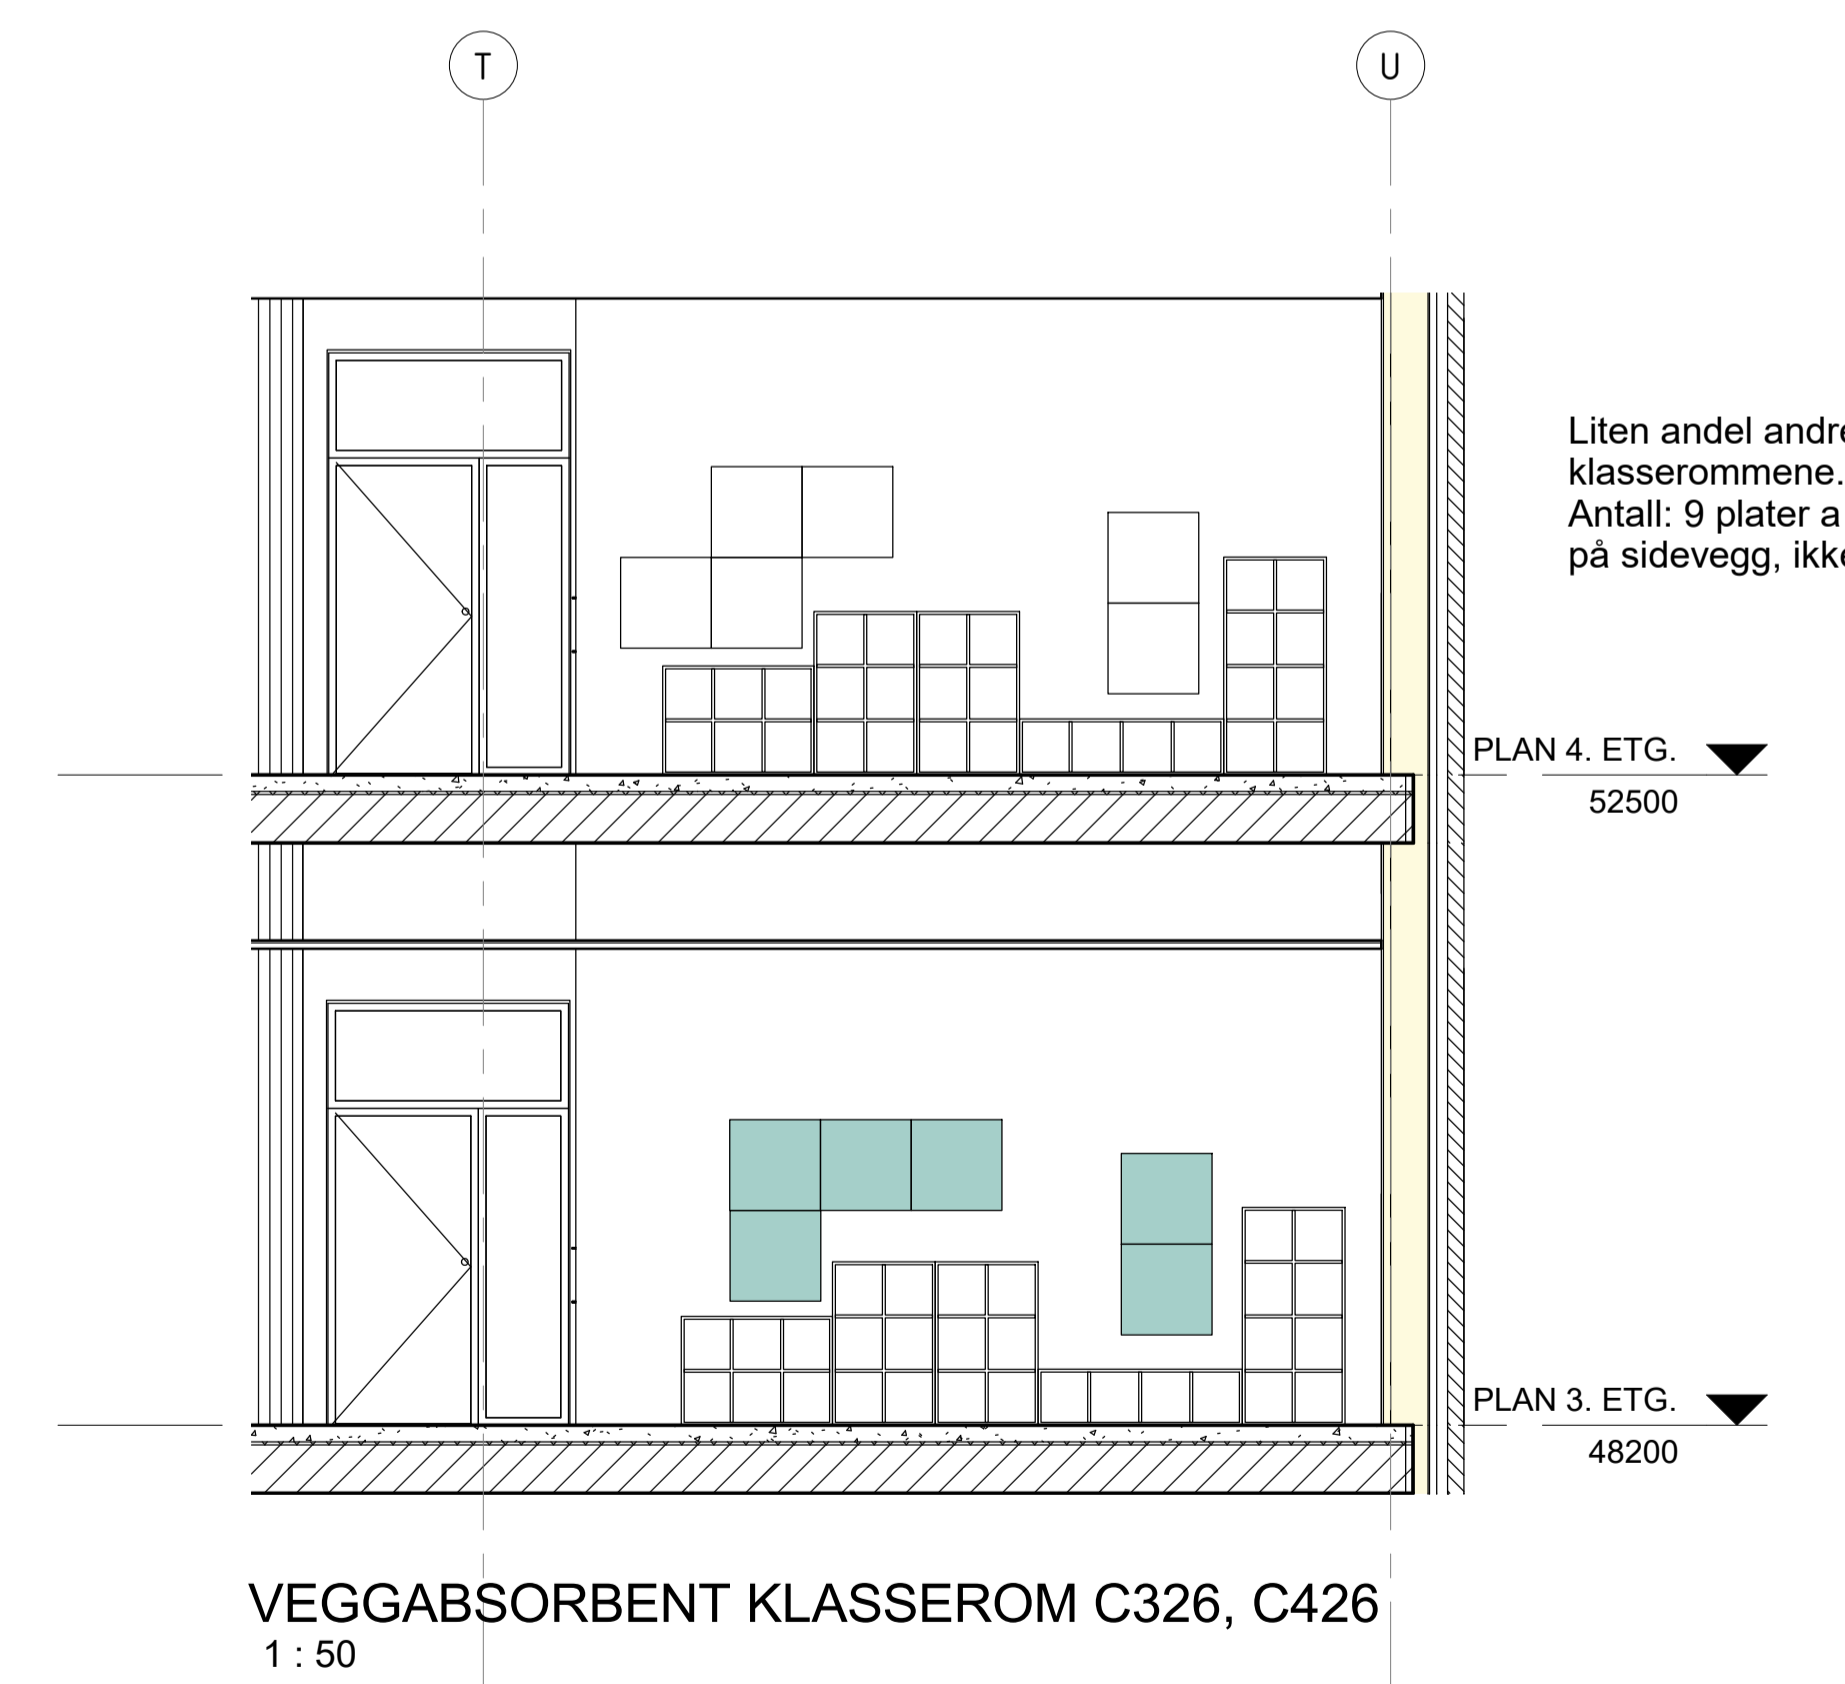 T
U
Liten andel andre
klasserommene.
Antall: 9 plater a
på sidevegg, ikke
PLAN 4. ETG.
52500
PLAN 3. ETG.
48200
VEGGABSORBENT KLASSEROM C326, C426
1 : 50